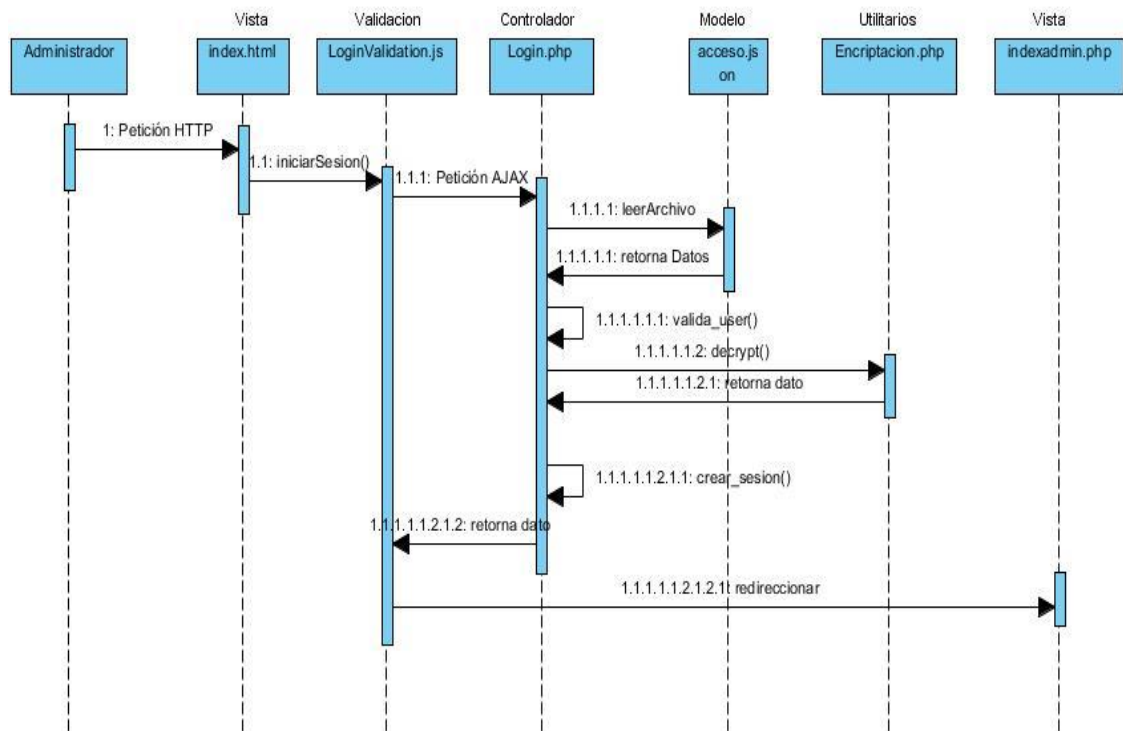 Vista
Validacion
Controlador
Modelo
Utilitarios
Vista
Administrador
index.html
LoginValidation.js
Login.php
acceso.js
on
Encriptacion.php
indexadmin.php
1: Petición HTTP
1.1: iniciarSesion()
1.1.1: Petición AJAX
1.1.1.1: leerArchivo
1.1.1.1.1: retorna Datos
1.1.1.1.1.1: valida_user()
1.1.1.1.1.2: decrypt()
1.1.1.1.1.2.1: retorna dato
1.1.1.1.1.2.1.1: crear_sesion()
1.1.1.1.1.2.1.2: retorna dato
1.1.1.1.1.2.1.2.1: redireccionar